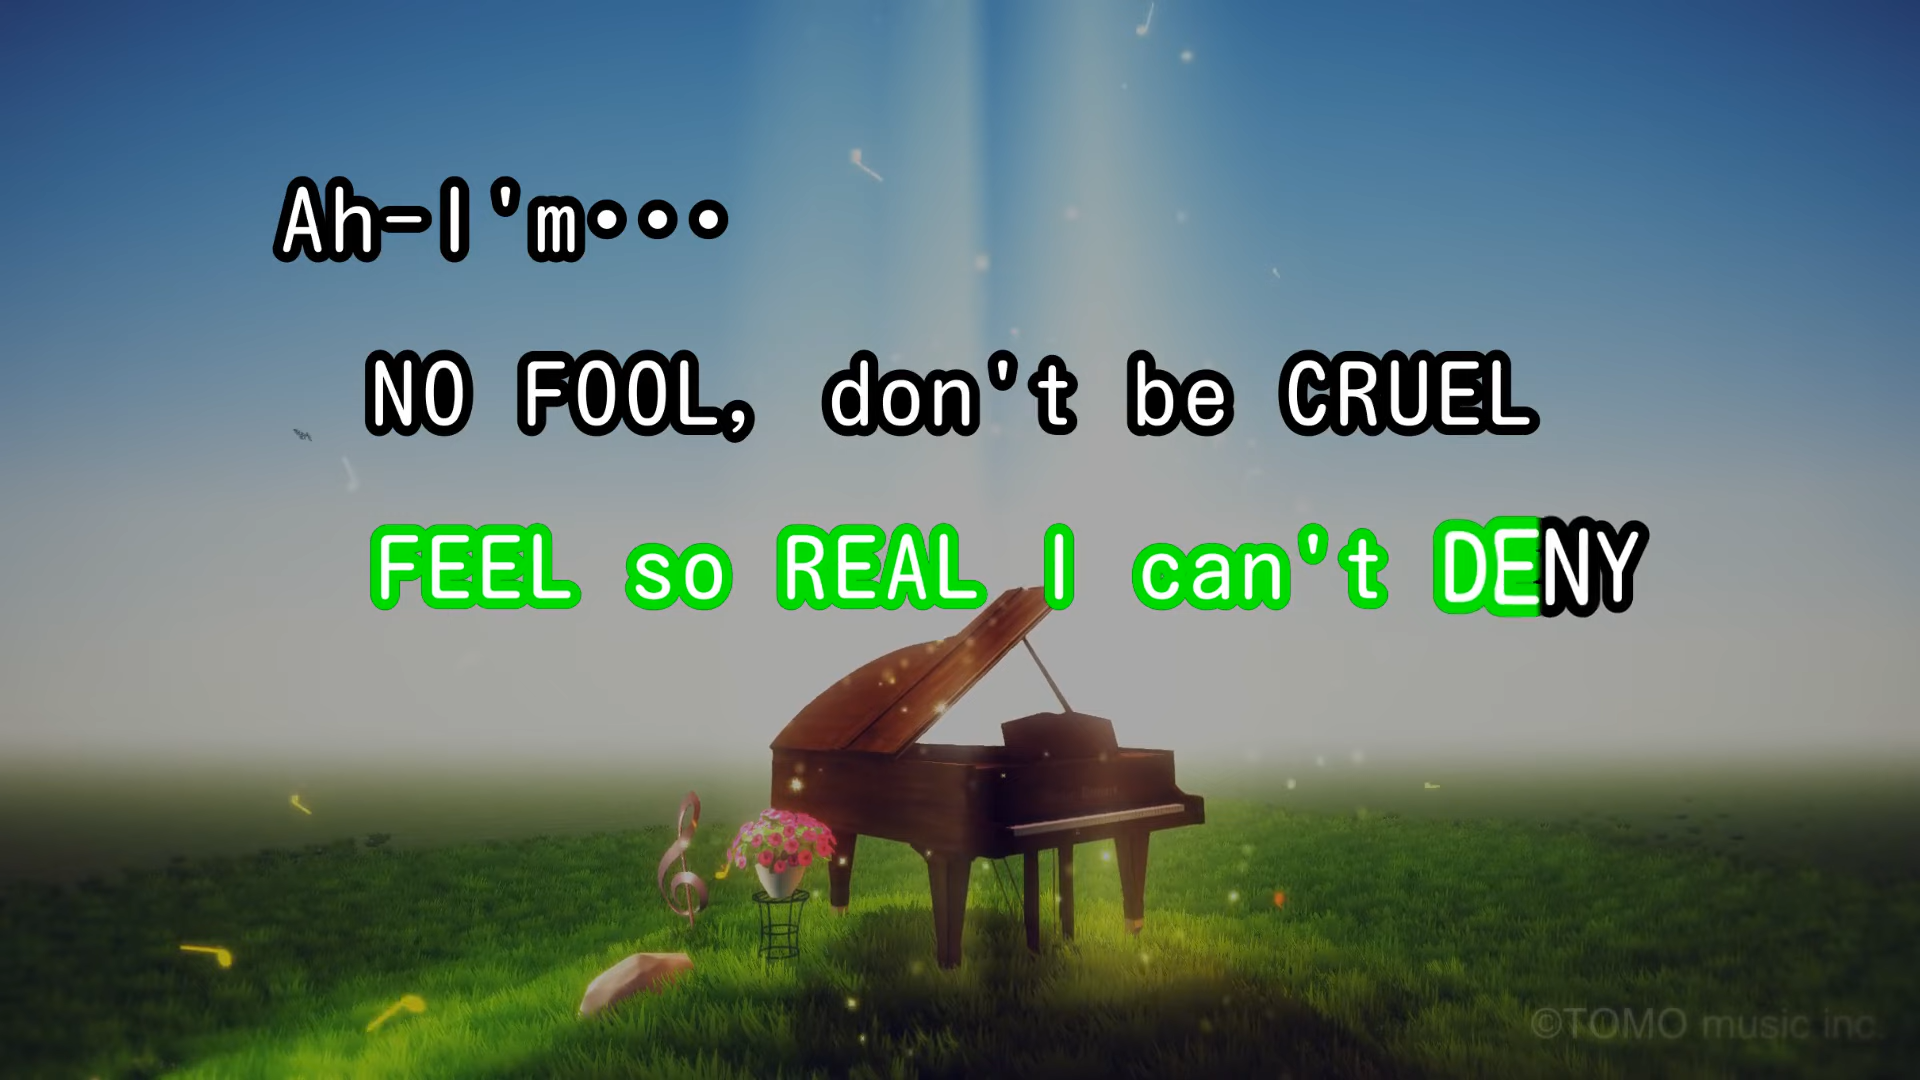 Ah-I'm•••
NO FOOL, don't be CRUEL
FEEL so REAL I can't DENY
©TOMO music inc.